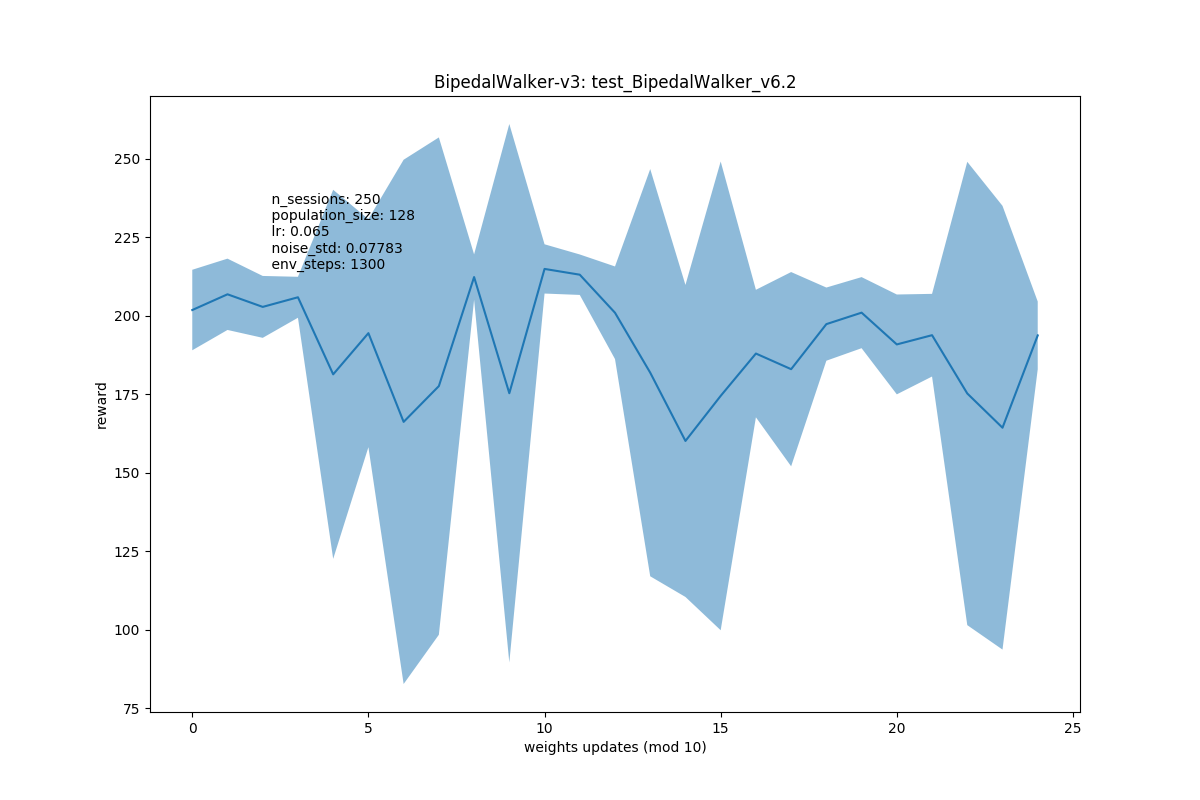 BipedalWalker-v3: test_BipedalWalker_v6.2
n_sessions: 250
population_size: 128
lr: 0.065
noise_std: 0.07783
env_steps: 1300
250
225
200
175
150
125
100
75
reward
0 5 10 15 20 25
weights updates (mod 10)